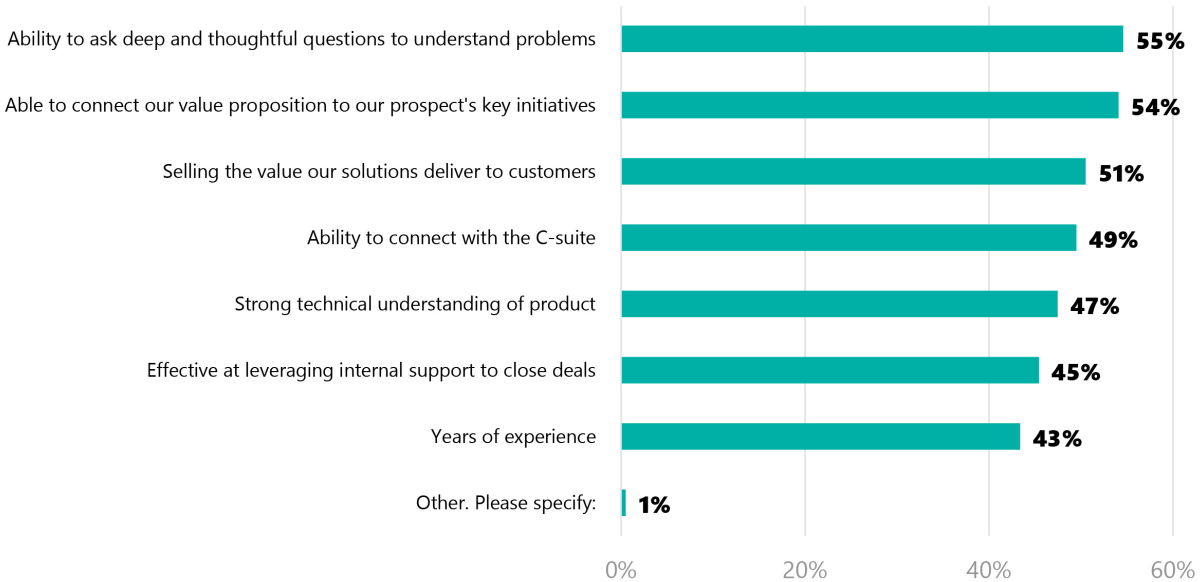 Ability to ask deep and thoughtful questions to understand problems 55%
Able to connect our value proposition to our prospect's key initiatives 54%
Selling the value our solutions deliver to customers 51%
Ability to connect with the C-suite 49%
Strong technical understanding of product 47%
Effective at leveraging internal support to close deals 45%
Years of experience 43%
Other. Please specify: 1%
0% 20% 40% 60%